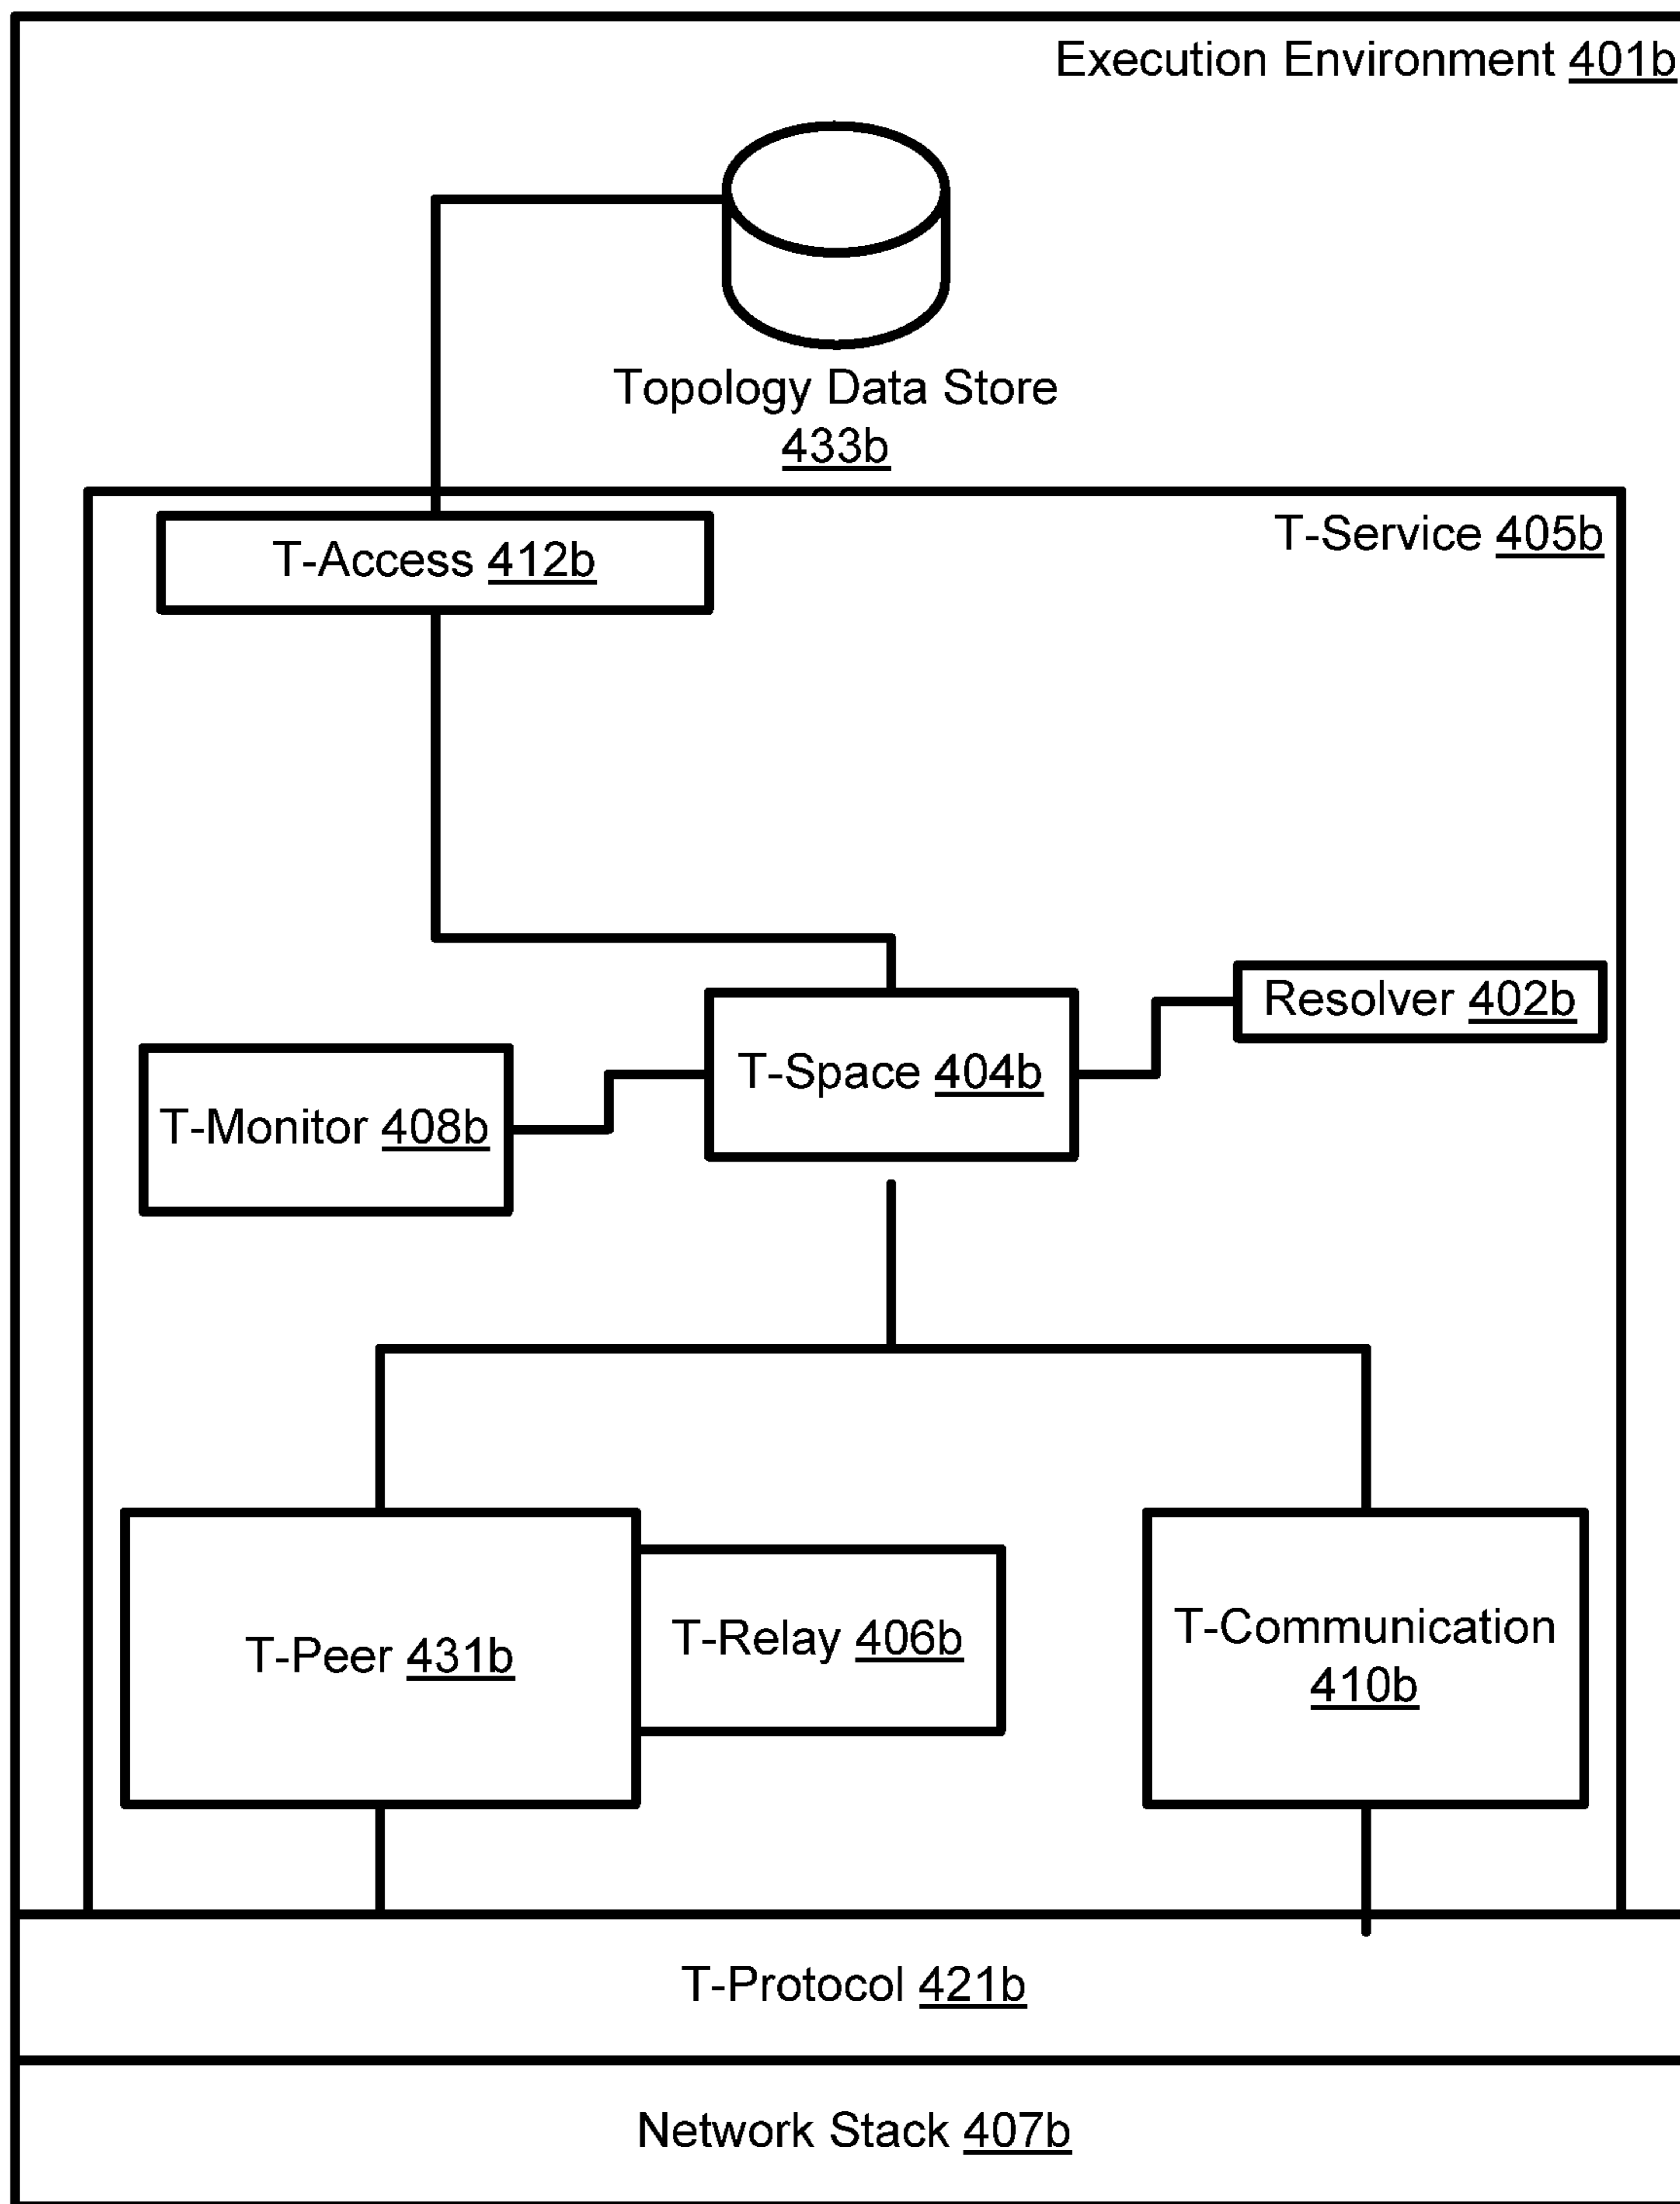 Execution Environment 401b
Topology Data Store
433b
T-Service 405b
T-Access 412b
Resolver 402b
T-Space 404b
T-Monitor 408b
T-Peer 431b
T-Relay 406b
T-Communication
410b
T-Protocol 421b
Network Stack 407b